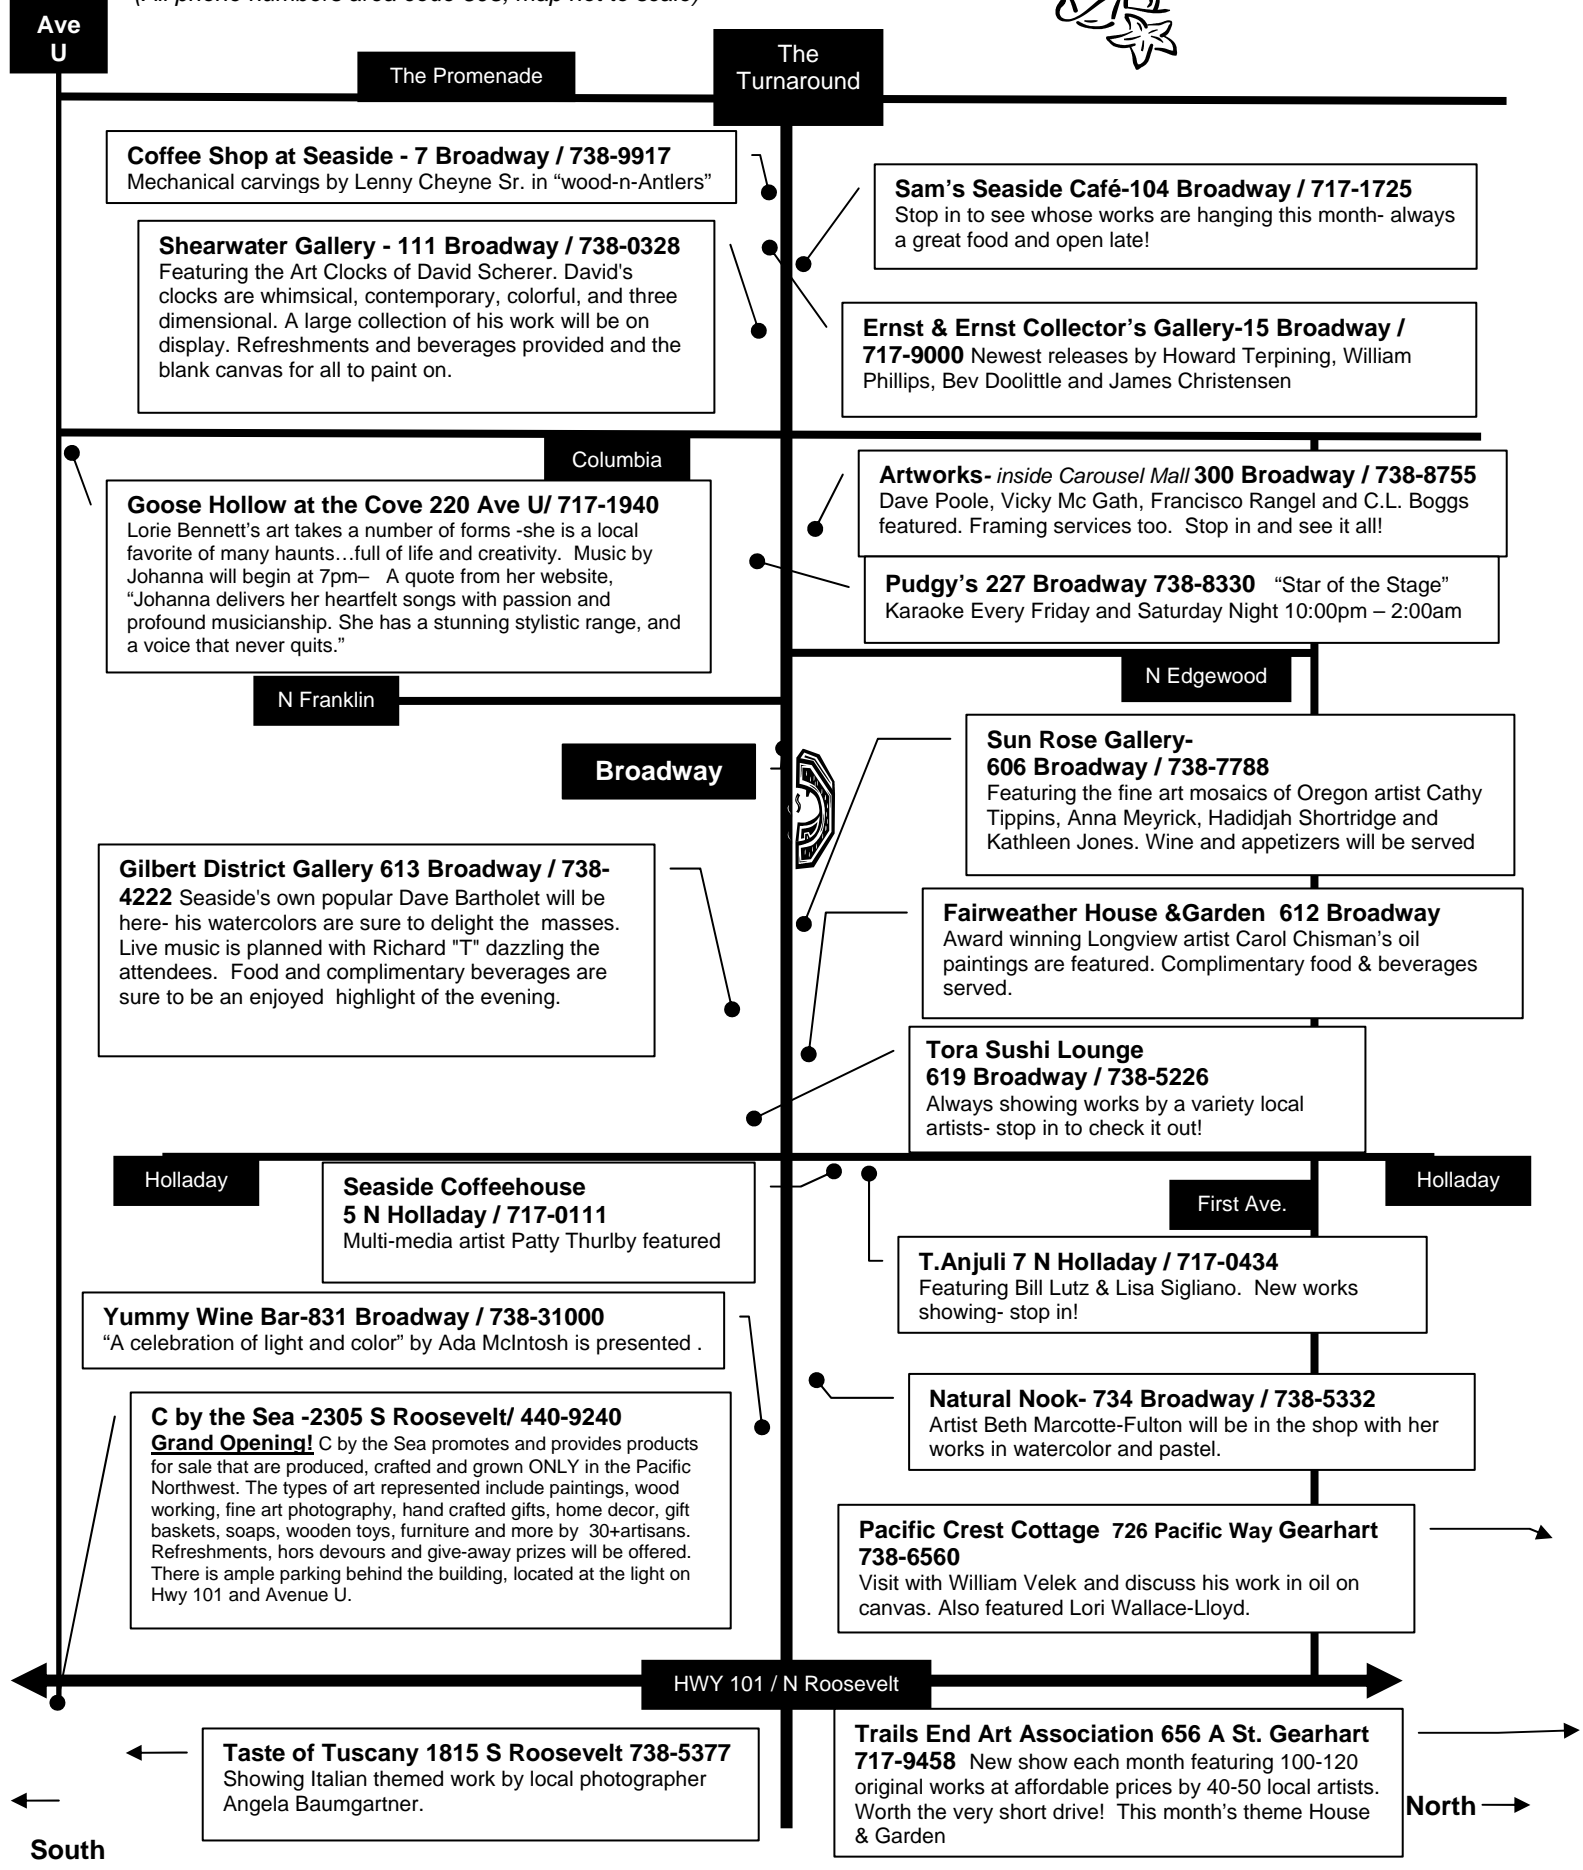 Ave
U
The Promenade
The
Turnaround
Coffee Shop at Seaside - 7 Broadway / 738-9917
Mechanical carvings by Lenny Cheyne Sr. in “wood-n-Antlers”
Sam’s Seaside Café-104 Broadway / 717-1725
Stop in to see whose works are hanging this month- always
a great food and open late!
Shearwater Gallery - 111 Broadway / 738-0328
Featuring the Art Clocks of David Scherer. David's
clocks are whimsical, contemporary, colorful, and three
dimensional. A large collection of his work will be on
display. Refreshments and beverages provided and the
blank canvas for all to paint on.
Ernst & Ernst Collector’s Gallery-15 Broadway /
717-9000 Newest releases by Howard Terpining, William
Phillips, Bev Doolittle and James Christensen
Columbia
Goose Hollow at the Cove 220 Ave U/ 717-1940
Lorie Bennett’s art takes a number of forms -she is a local
favorite of many haunts…full of life and creativity. Music by
Johanna will begin at 7pm– A quote from her website,
“Johanna delivers her heartfelt songs with passion and
profound musicianship. She has a stunning stylistic range, and
a voice that never quits.”
Artworks- inside Carousel Mall 300 Broadway / 738-8755
Dave Poole, Vicky Mc Gath, Francisco Rangel and C.L. Boggs
featured. Framing services too. Stop in and see it all!
Pudgy’s 227 Broadway 738-8330 “Star of the Stage”
Karaoke Every Friday and Saturday Night 10:00pm – 2:00am
N Edgewood
N Franklin
Broadway
Sun Rose Gallery-
606 Broadway / 738-7788
Featuring the fine art mosaics of Oregon artist Cathy
Tippins, Anna Meyrick, Hadidjah Shortridge and
Kathleen Jones. Wine and appetizers will be served
Gilbert District Gallery 613 Broadway / 738-
4222 Seaside's own popular Dave Bartholet will be
here- his watercolors are sure to delight the masses.
Live music is planned with Richard "T" dazzling the
attendees. Food and complimentary beverages are
sure to be an enjoyed highlight of the evening.
Fairweather House &Garden 612 Broadway
Award winning Longview artist Carol Chisman’s oil
paintings are featured. Complimentary food & beverages
served.
Tora Sushi Lounge
619 Broadway / 738-5226
Always showing works by a variety local
artists- stop in to check it out!
Holladay
Holladay
First Ave.
Seaside Coffeehouse
5 N Holladay / 717-0111
Multi-media artist Patty Thurlby featured
T.Anjuli 7 N Holladay / 717-0434
Featuring Bill Lutz & Lisa Sigliano. New works
showing- stop in!
Yummy Wine Bar-831 Broadway / 738-31000
“A celebration of light and color” by Ada McIntosh is presented .
Natural Nook- 734 Broadway / 738-5332
Artist Beth Marcotte-Fulton will be in the shop with her
works in watercolor and pastel.
C by the Sea -2305 S Roosevelt/ 440-9240
Grand Opening! C by the Sea promotes and provides products
for sale that are produced, crafted and grown ONLY in the Pacific
Northwest. The types of art represented include paintings, wood
working, fine art photography, hand crafted gifts, home decor, gift
baskets, soaps, wooden toys, furniture and more by 30+artisans.
Refreshments, hors devours and give-away prizes will be offered.
There is ample parking behind the building, located at the light on
Hwy 101 and Avenue U.
Pacific Crest Cottage 726 Pacific Way Gearhart
738-6560
Visit with William Velek and discuss his work in oil on
canvas. Also featured Lori Wallace-Lloyd.
HWY 101 / N Roosevelt
Taste of Tuscany 1815 S Roosevelt 738-5377
Showing Italian themed work by local photographer
Angela Baumgartner.
Trails End Art Association 656 A St. Gearhart
717-9458 New show each month featuring 100-120
original works at affordable prices by 40-50 local artists.
Worth the very short drive! This month’s theme House
& Garden
North
South